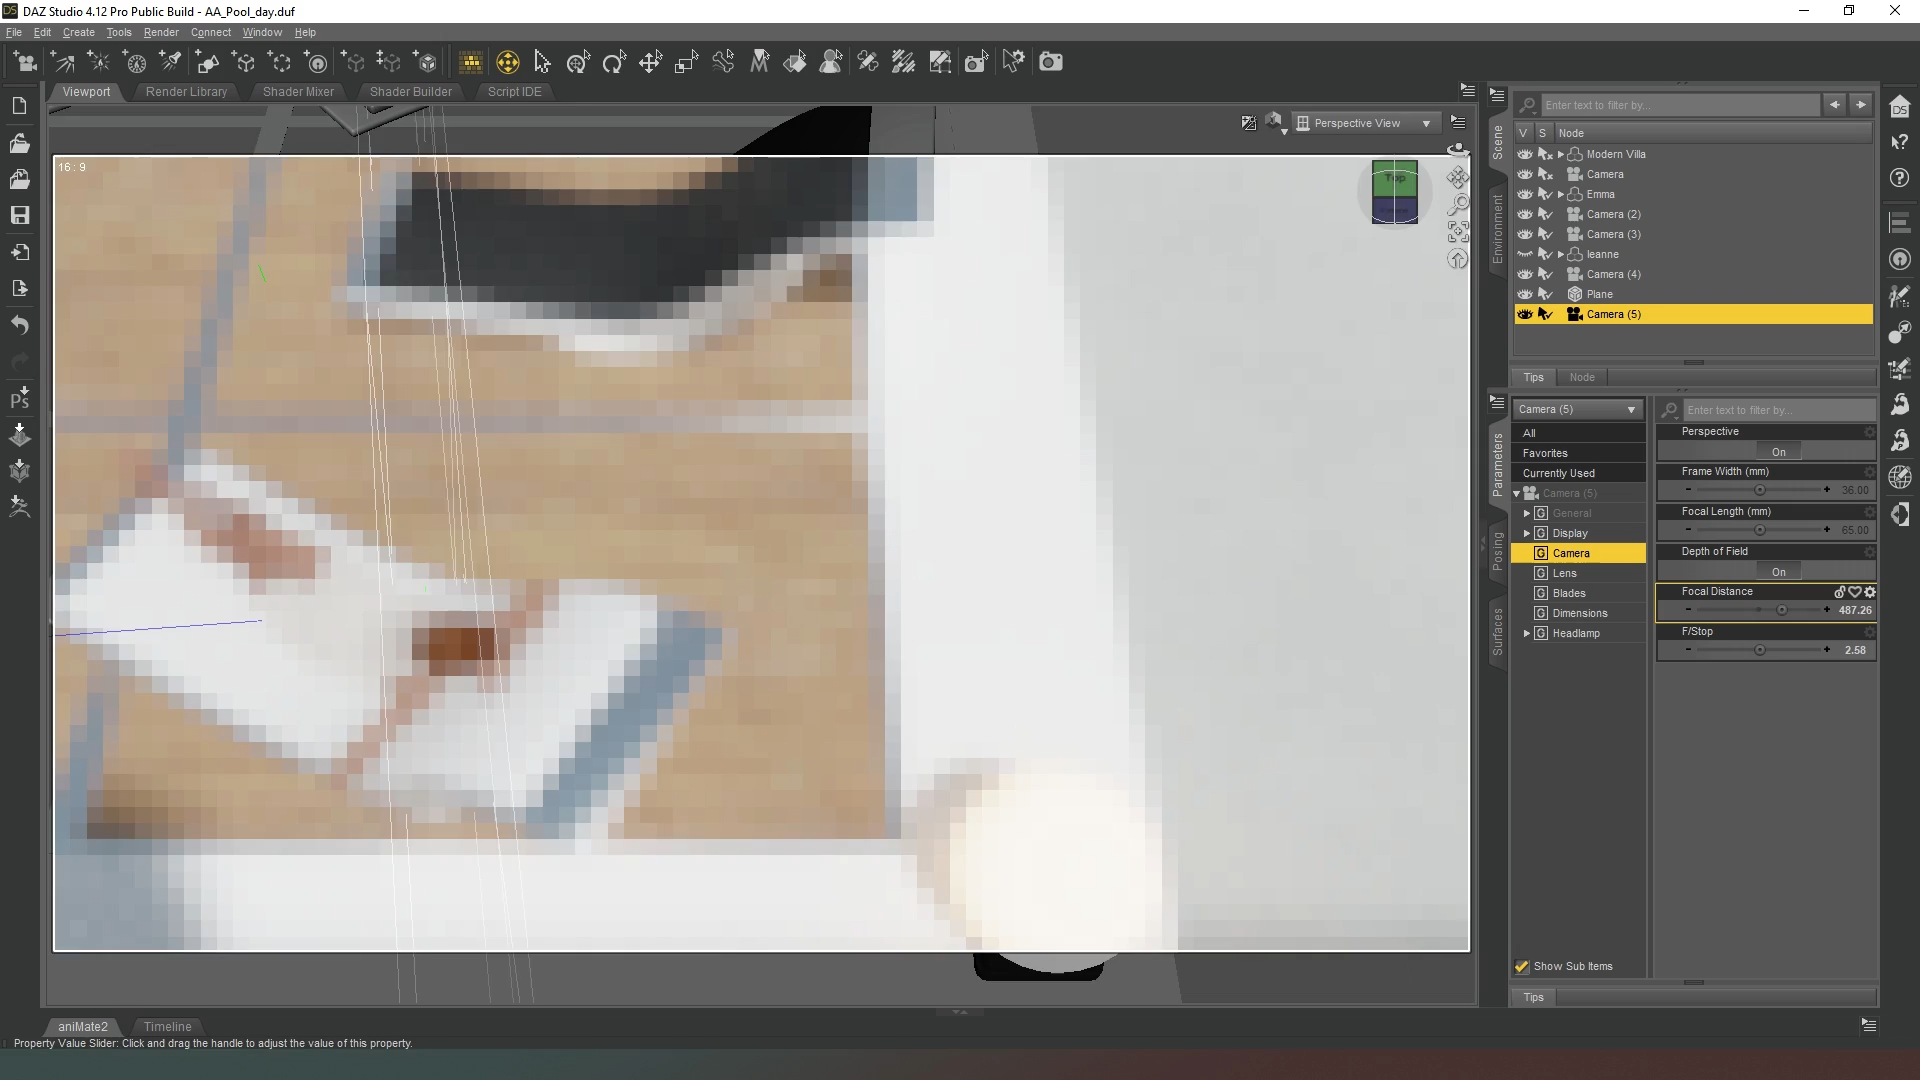 DAZ Studio 4.12 Pro Public Build - AA_Pool_day.duf
File Edit Create Tools Render Connect Window Help
Viewport Render Library Shader Mixer Shader Builder Script IDE
16 : 9
Perspective View
Top
Scene
Environment
Enter text to filter by...
V S Node
Modern Villa
Camera
Emma
Camera (2)
Camera (3)
Camera (4)
Plane
Camera (5)
Tips Node
Parameters
Posing
Surfaces
Camera (5)
All
Favorites
Currently Used
Camera (5)
General
Display
Camera
Lens
Blades
Dimensions
Headlamp
Show Sub Items
Enter text to filter by...
Perspective
On
Frame Width (mm)
36.00
Focal Length (mm)
65.00
Depth of Field
On
Focal Distance
487.26
F/Stop
2.58
Tips
Ps
DS
aniMate2 Timeline
Property Value Slider: Click and drag the handle to adjust the value of this property.